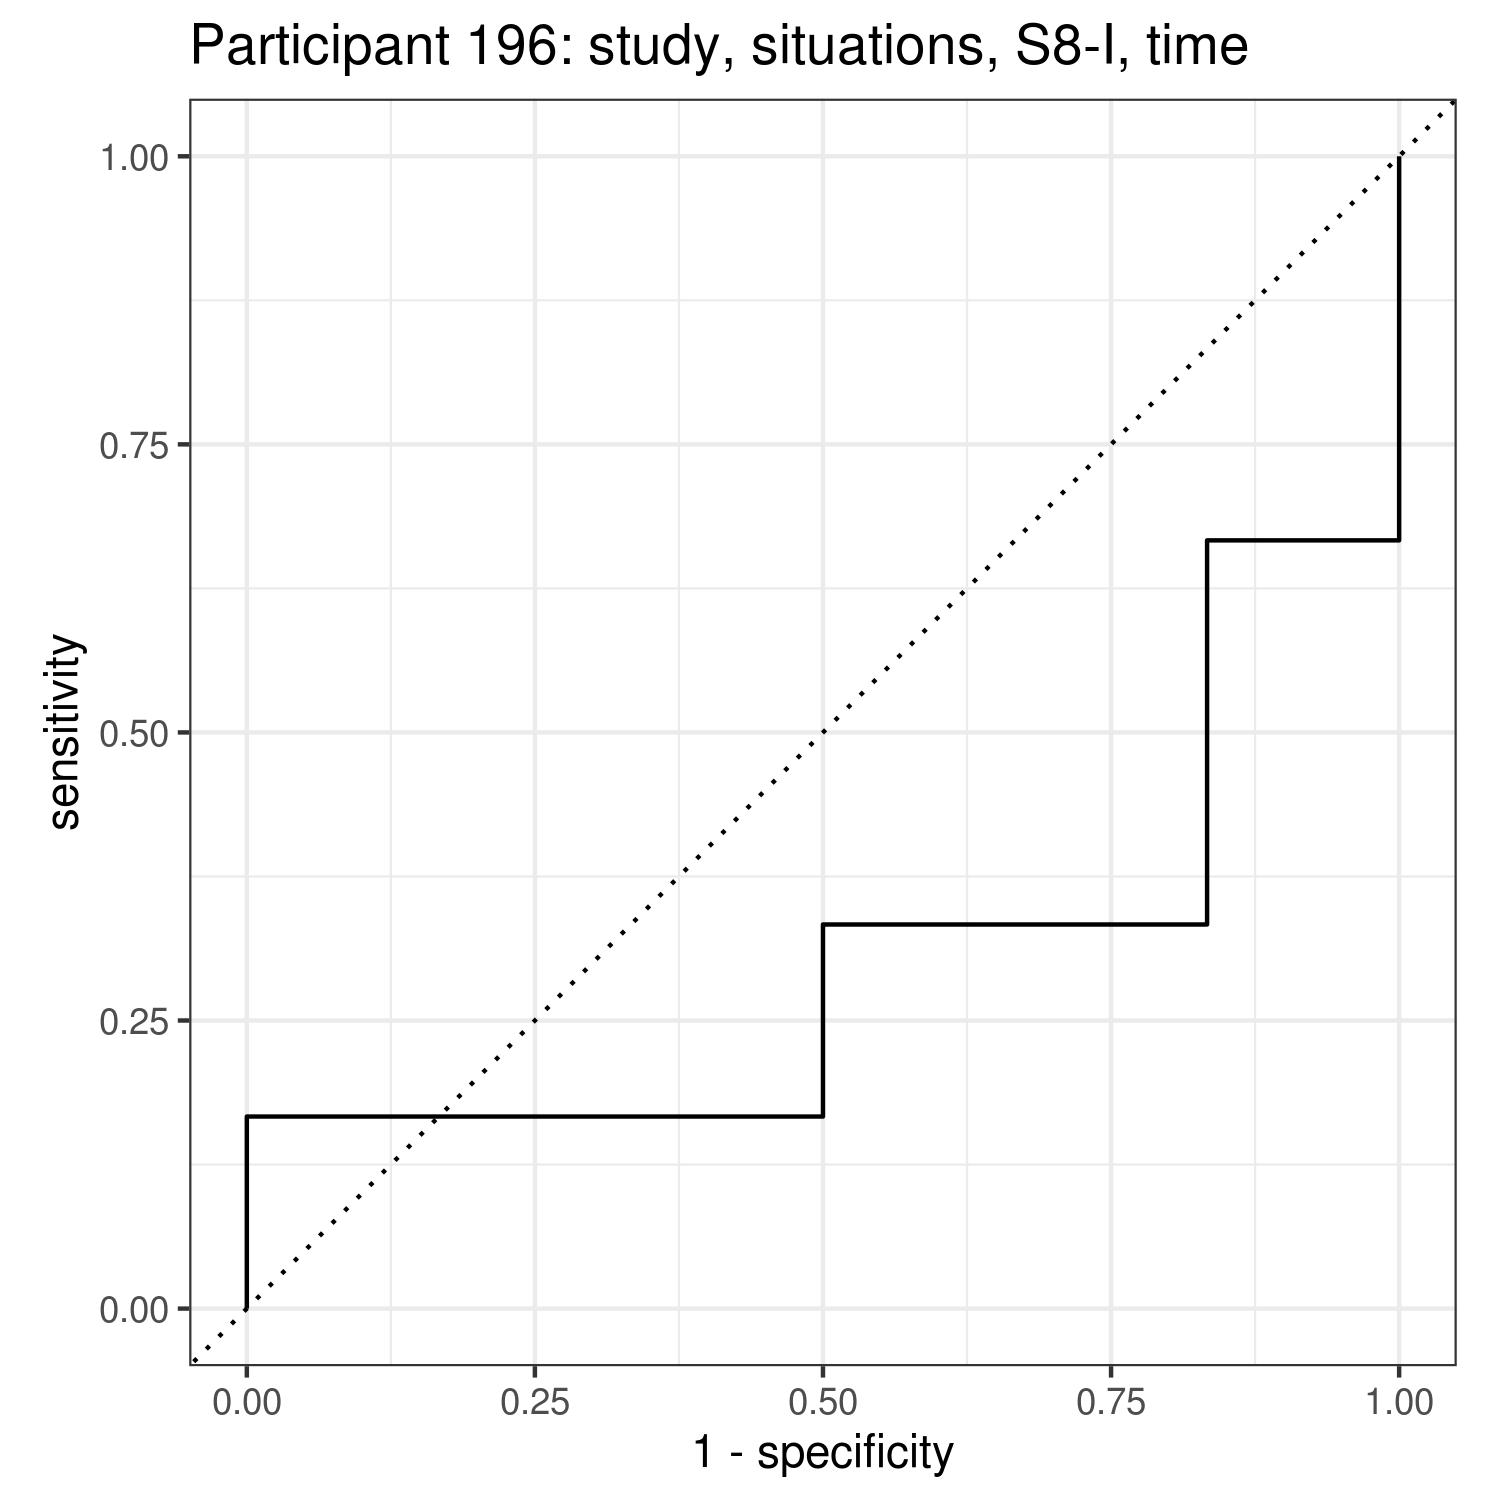 Participant 196: study, situations, S8-I, time
1.00
0.75
0.50
0.25
0.00
sensitivity
0.00 0.25 0.50 0.75 1.00
1 - specificity